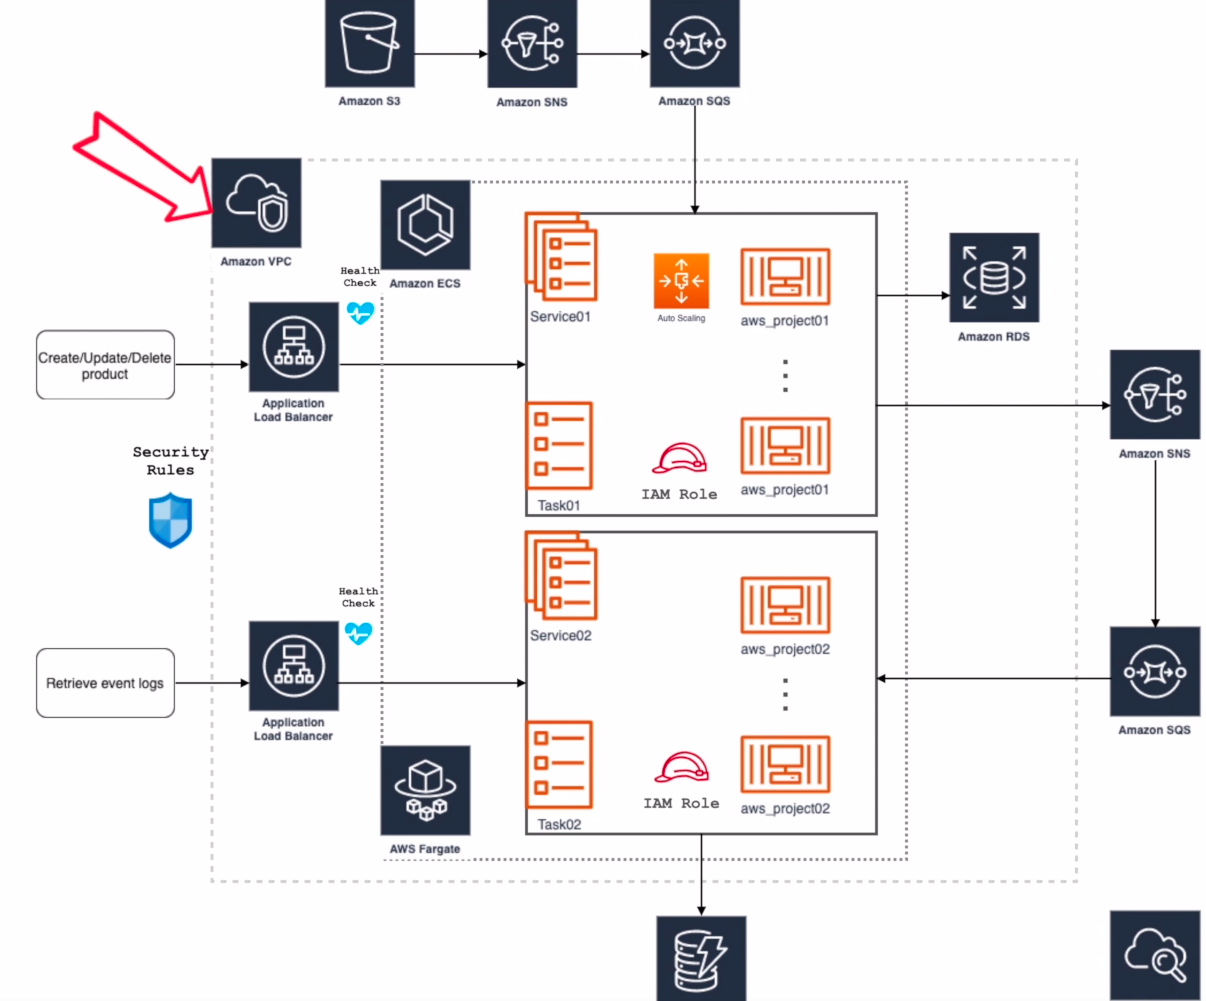 Amazon S3
Amazon SNS
Amazon SQS
Amazon VPC
Amazon ECS
Health
Check
Service01
Auto Scaling
aws_project01
Amazon RDS
Create/Update/Delete
product
Application
Load Balancer
Amazon SNS
Security
Rules
Task01
IAM Role
aws_project01
Health
Check
Service02
aws_project02
Retrieve event logs
Application
Load Balancer
Amazon SQS
Task02
IAM Role
aws_project02
AWS Fargate